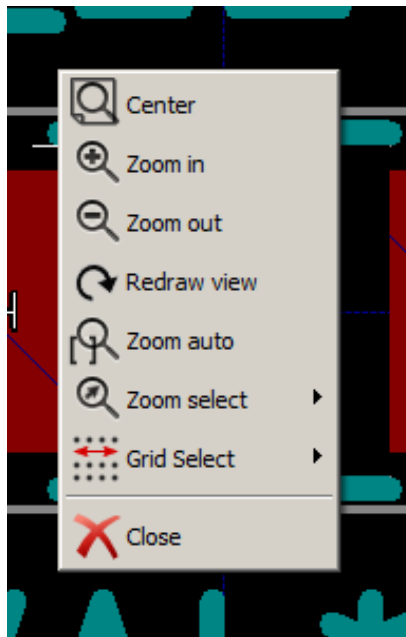 Center
Zoom in
Zoom out
Redraw view
Zoom auto
Zoom select
Grid Select
Close